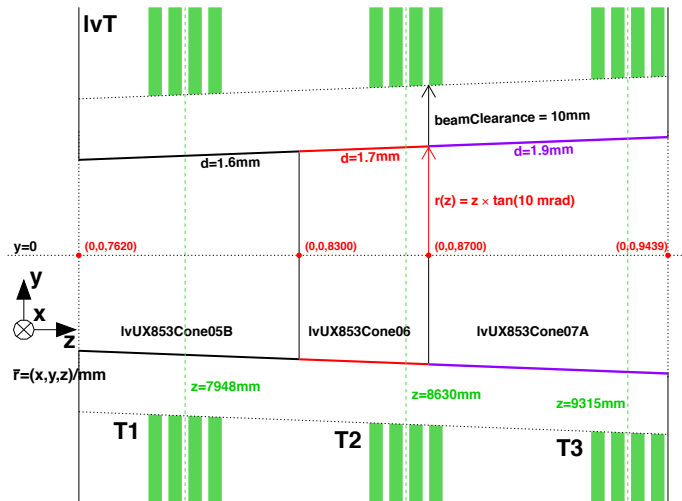 lvT
beamClearance = 10mm
d=1.6mm
d=1.7mm
d=1.9mm
r(z) = z × tan(10 mrad)
y=0
(0,0,7620)
(0,0,8300)
(0,0,8700)
(0,0,9439)
y
x
z
lvUX853Cone05B
lvUX853Cone06
lvUX853Cone07A
r̄=(x,y,z)/mm
z=7948mm
z=8630mm
z=9315mm
T1
T2
T3